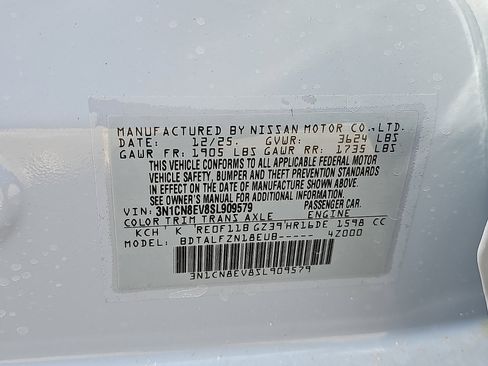 MANUFACTURED BY NISSAN MOTOR CO.,LTD.
DATE: 12/25. GVWR: 3624 LBS
GAWR FR: 1905 LBS GAWR RR: 1735 LBS
THIS VEHICLE CONFORMS TO ALL APPLICABLE FEDERAL MOTOR
VEHICLE SAFETY, BUMPER AND THEFT PREVENTION STANDARDS
IN EFFECT ON THE DATE OF MANUFACTURE SHOWN ABOVE.
SEE OWNER'S MANUAL FOR ADDITIONAL INFORMATION.
VIN: 3N1CN8EV8SL909579 PASSENGER CAR.
COLOR TRIM TRANS AXLE ENGINE
KCH K RE0F11B GZ39 HR16DE 1598 CC
MODEL: BDTALFZN18EU8----- 4Z000
3N1CN8EV8SL909579